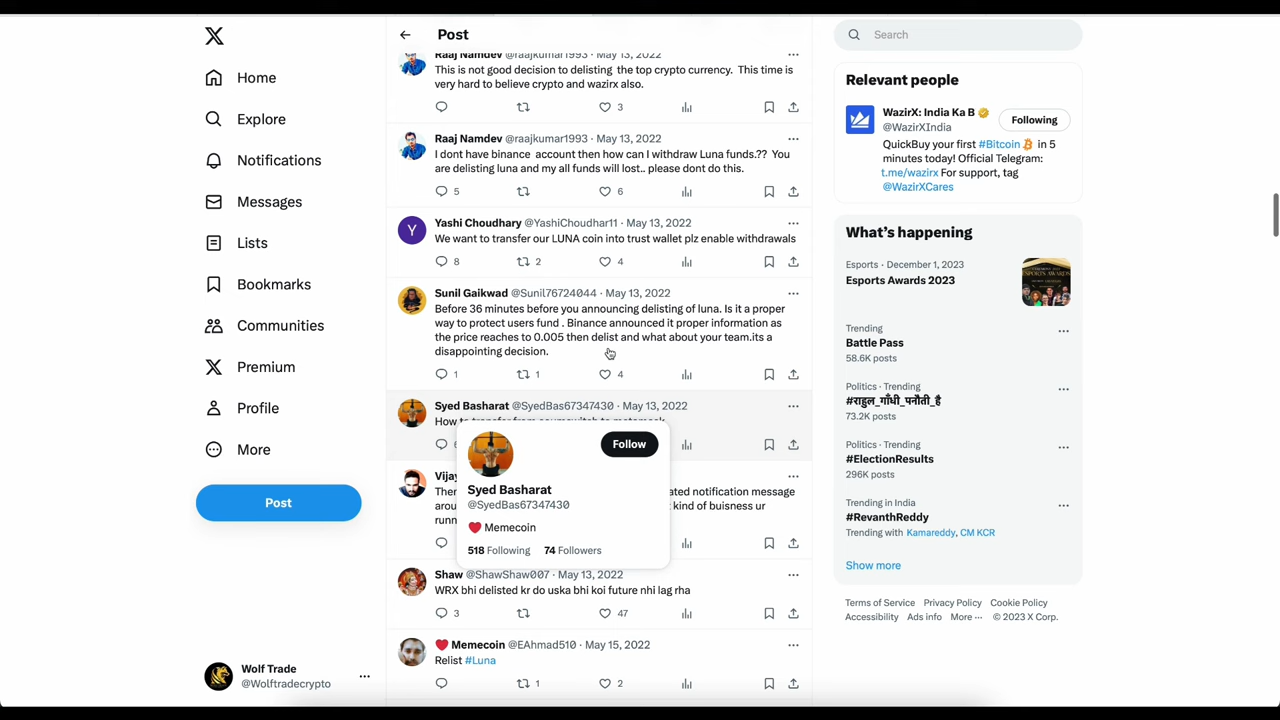 Home
Explore
Notifications
Messages
Lists
Bookmarks
Communities
Premium
Profile
More
Post
Wolf Trade
@Wolftradecrypto
Post
Raaj Namdev @raajkumar1993 · May 13, 2022
This is not good decision to delisting the top crypto currency. This time is
very hard to believe crypto and wazirx also.
3
Raaj Namdev @raajkumar1993 · May 13, 2022
I dont have binance account then how can I withdraw Luna funds.?? You
are delisting luna and my all funds will lost.. please dont do this.
5 6
Yashi Choudhary @YashiChoudhar11 · May 13, 2022
Y
We want to transfer our LUNA coin into trust wallet plz enable withdrawals
8 2 4
Sunil Gaikwad @Sunil76724044 · May 13, 2022
Before 36 minutes before you announcing delisting of luna. Is it a proper
way to protect users fund . Binance announced it proper information as
the price reaches to 0.005 then delist and what about your team.its a
disappointing decision.
1 1 4
Syed Basharat @SyedBas67347430 · May 13, 2022
How
Follow
Syed Basharat
@SyedBas67347430
❤️ Memecoin
518 Following 74 Followers
Vijay
notification message
kind of buisness ur
Shaw @ShawShaw007 · May 13, 2022
WRX bhi delisted kr do uska bhi koi future nhi lag rha
3 47
❤️ Memecoin @EAhmad510 · May 15, 2022
Relist #Luna
1 2
Search
Relevant people
WazirX: India Ka B
@WazirXIndia
Following
QuickBuy your first #Bitcoin in 5
minutes today! Official Telegram:
t.me/wazirx For support, tag
@WazirXCares
What's happening
Esports · December 1, 2023
Esports Awards 2023
ESPORTS AWARDS
Trending
Battle Pass
58.6K posts
Politics · Trending
#राहुल_गाँधी_पनौती_है
73.2K posts
Politics · Trending
#ElectionResults
296K posts
Trending in India
#RevanthReddy
Trending with Kamareddy, CM KCR
Show more
Terms of Service Privacy Policy Cookie Policy
Accessibility Ads info More ··· © 2023 X Corp.